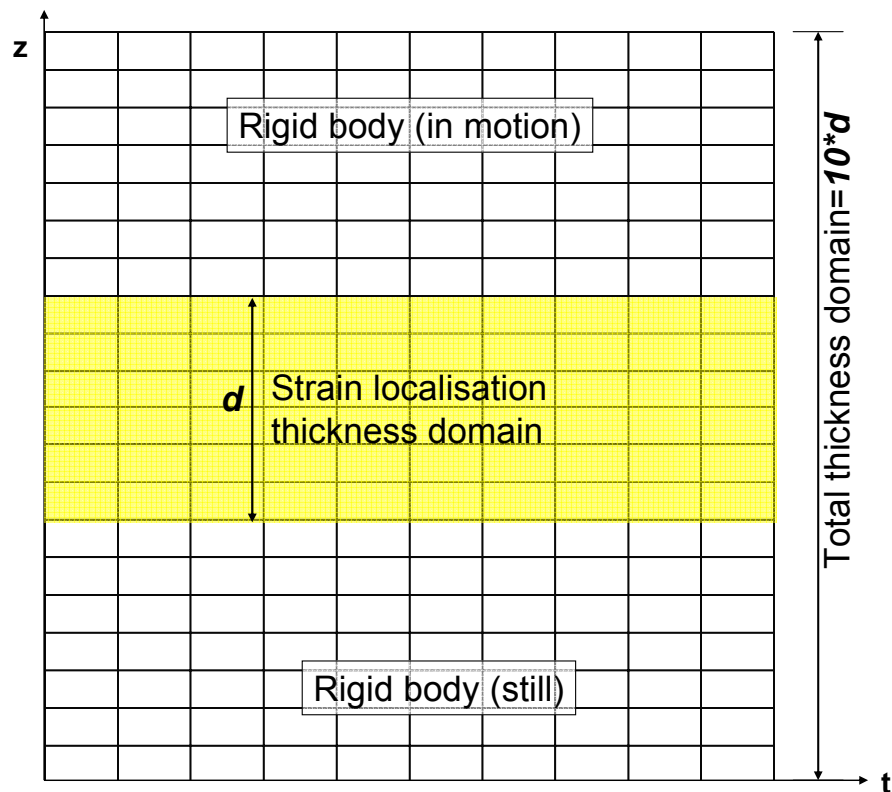 z
Rigid body (in motion)
Total thickness domain=10*d
d
Strain localisation
thickness domain
Rigid body (still)
t